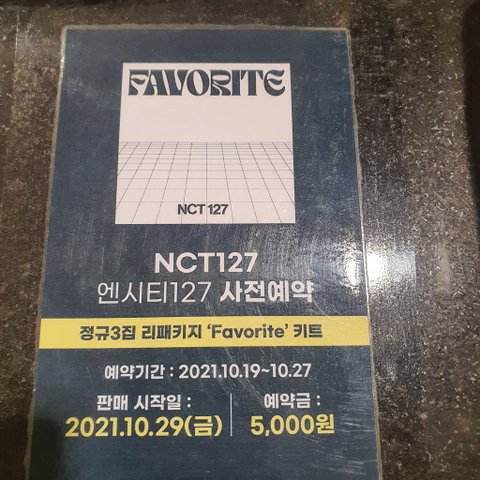 FAVORITE
NCT 127
NCT127
엔시티127 사전예약
정규3집 리패키지 ‘Favorite’ 키트
예약기간 : 2021.10.19~10.27
판매 시작일 :
2021.10.29(금)
예약금 :
5,000원